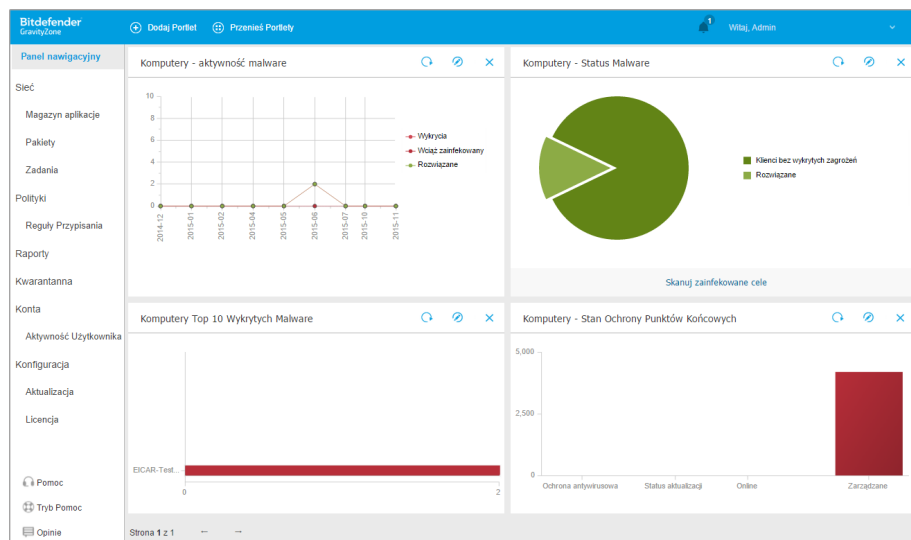 Bitdefender
GravityZone
Dodaj Portlet
Przenieś Portlety
1
Witaj, Admin
Panel nawigacyjny
Sieć
Magazyn aplikacje
Pakiety
Zadania
Polityki
Reguły Przypisania
Raporty
Kwarantanna
Konta
Aktywność Użytkownika
Konfiguracja
Aktualizacja
Licencja
Pomoc
Tryb Pomoc
Opinie
Komputery - aktywność malware
10
8
6
4
2
0
2014-12
2015-01
2015-02
2015-04
2015-05
2015-06
2015-07
2015-10
2015-11
Wykrycia
Wciąż zainfekowany
Rozwiązane
Komputery - Status Malware
Klienci bez wykrytych zagrożeń
Rozwiązane
Skanuj zainfekowane cele
Komputery Top 10 Wykrytych Malware
EICAR-Test...
0
2
Komputery - Stan Ochrony Punktów Końcowych
5,000
2,500
0
Ochrona antywirusowa
Status aktualizacji
Online
Zarządzane
Strona 1 z 1